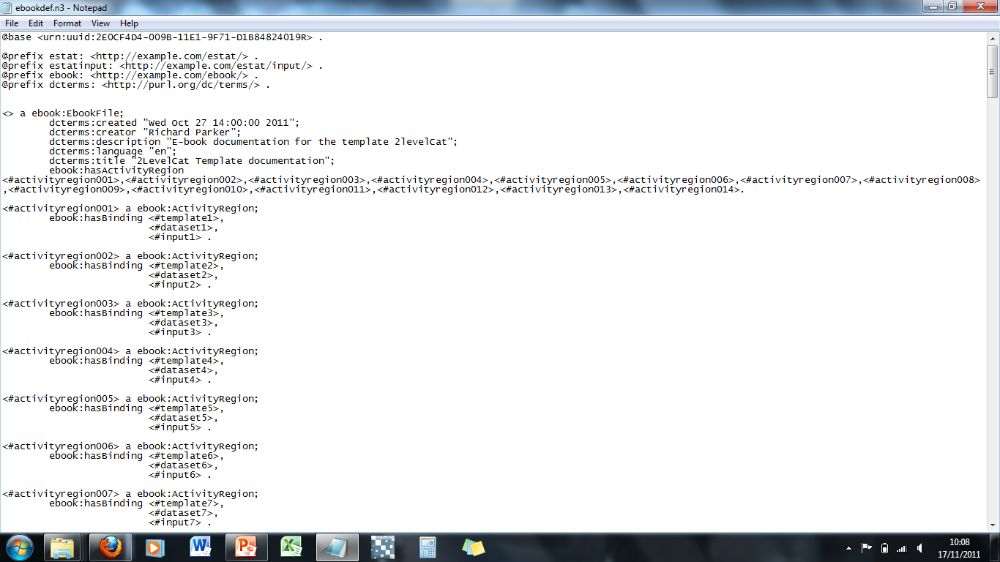 ebookdef.n3 - Notepad
File Edit Format View Help
@base <urn:uuid:2E0CF4D4-009B-11E1-9F71-D1B84824019R> .
@prefix estat: <http://example.com/estat/> .
@prefix estatinput: <http://example.com/estat/input/> .
@prefix ebook: <http://example.com/ebook/> .
@prefix dcterms: <http://purl.org/dc/terms/> .
<> a ebook:EbookFile;
dcterms:created "Wed Oct 27 14:00:00 2011";
dcterms:creator "Richard Parker";
dcterms:description "E-book documentation for the template 2levelCat";
dcterms:language "en";
dcterms:title "2LevelCat Template documentation";
ebook:hasActivityRegion
<#activityregion001>,<#activityregion002>,<#activityregion003>,<#activityregion004>,<#activityregion005>,<#activityregion006>,<#activityregion007>,<#activityregion008>
,<#activityregion009>,<#activityregion010>,<#activityregion011>,<#activityregion012>,<#activityregion013>,<#activityregion014>.
<#activityregion001> a ebook:ActivityRegion;
ebook:hasBinding <#template1>,
<#dataset1>,
<#input1> .
<#activityregion002> a ebook:ActivityRegion;
ebook:hasBinding <#template2>,
<#dataset2>,
<#input2> .
<#activityregion003> a ebook:ActivityRegion;
ebook:hasBinding <#template3>,
<#dataset3>,
<#input3> .
<#activityregion004> a ebook:ActivityRegion;
ebook:hasBinding <#template4>,
<#dataset4>,
<#input4> .
<#activityregion005> a ebook:ActivityRegion;
ebook:hasBinding <#template5>,
<#dataset5>,
<#input5> .
<#activityregion006> a ebook:ActivityRegion;
ebook:hasBinding <#template6>,
<#dataset6>,
<#input6> .
<#activityregion007> a ebook:ActivityRegion;
ebook:hasBinding <#template7>,
<#dataset7>,
<#input7> .
10:08
17/11/2011